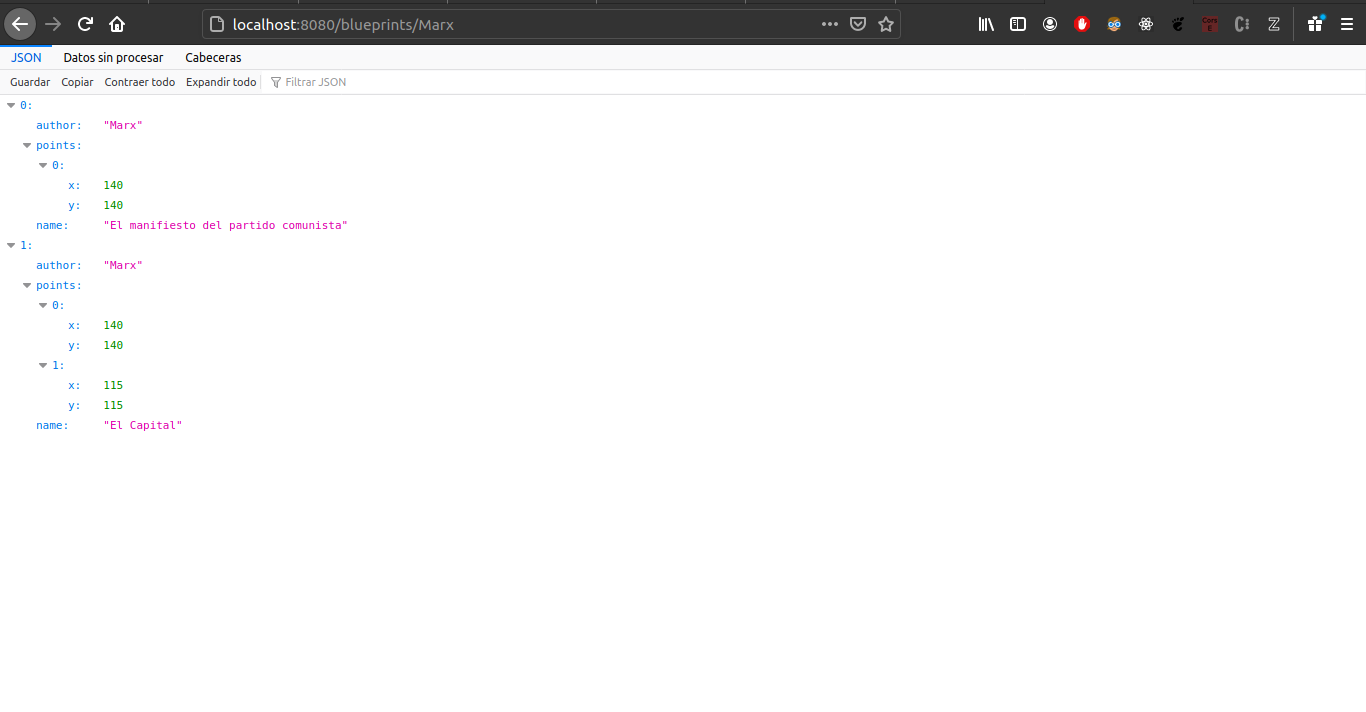 localhost:8080/blueprints/Marx
JSON Datos sin procesar Cabeceras
Guardar Copiar Contraer todo Expandir todo Filtrar JSON
0:
author: "Marx"
points:
0:
x: 140
y: 140
name: "El manifiesto del partido comunista"
1:
author: "Marx"
points:
0:
x: 140
y: 140
1:
x: 115
y: 115
name: "El Capital"